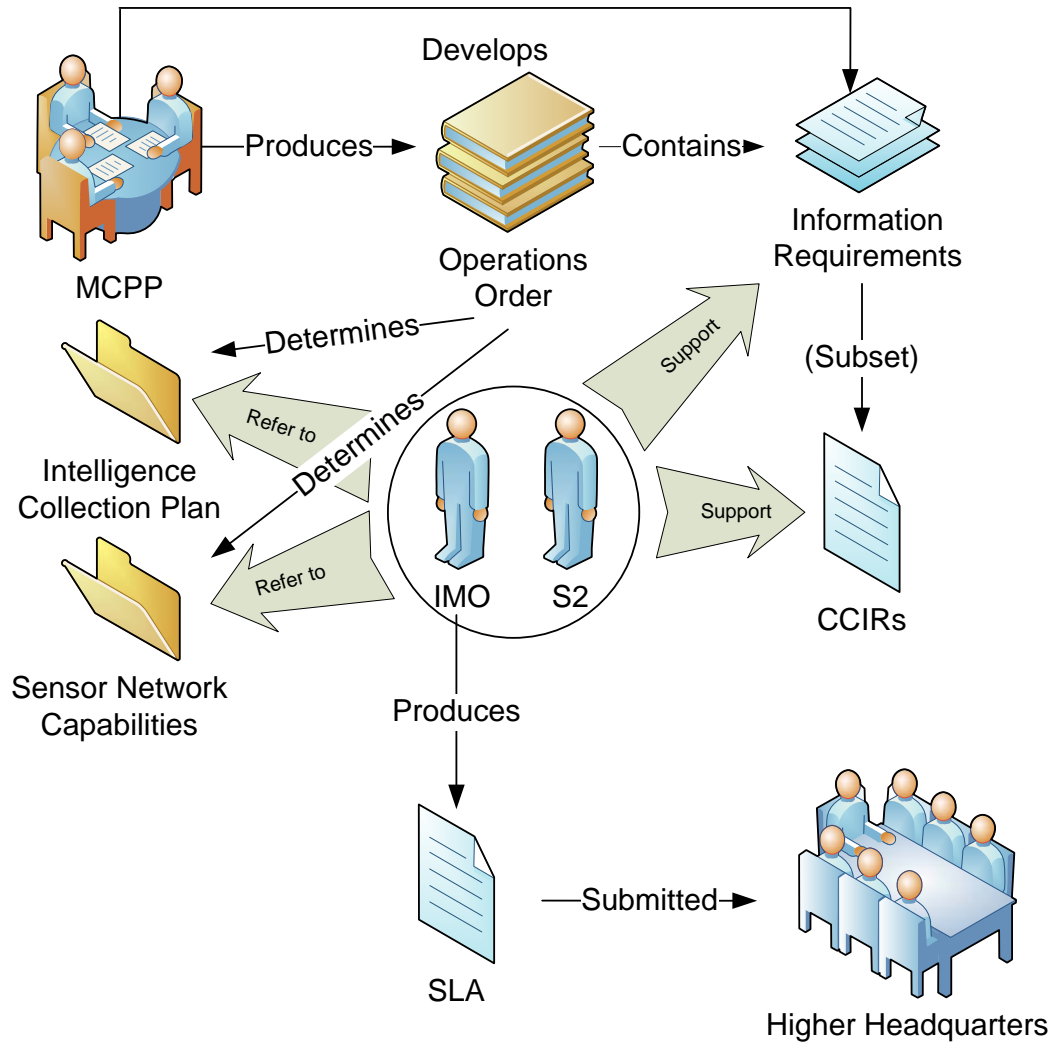 Develops
Produces
Contains
MCPP
Operations
Order
Information
Requirements
Determines
Support
(Subset)
Refer to
Determines
Intelligence
Collection Plan
Support
Refer to
IMO
S2
CCIRs
Sensor Network
Capabilities
Produces
Submitted
SLA
Higher Headquarters